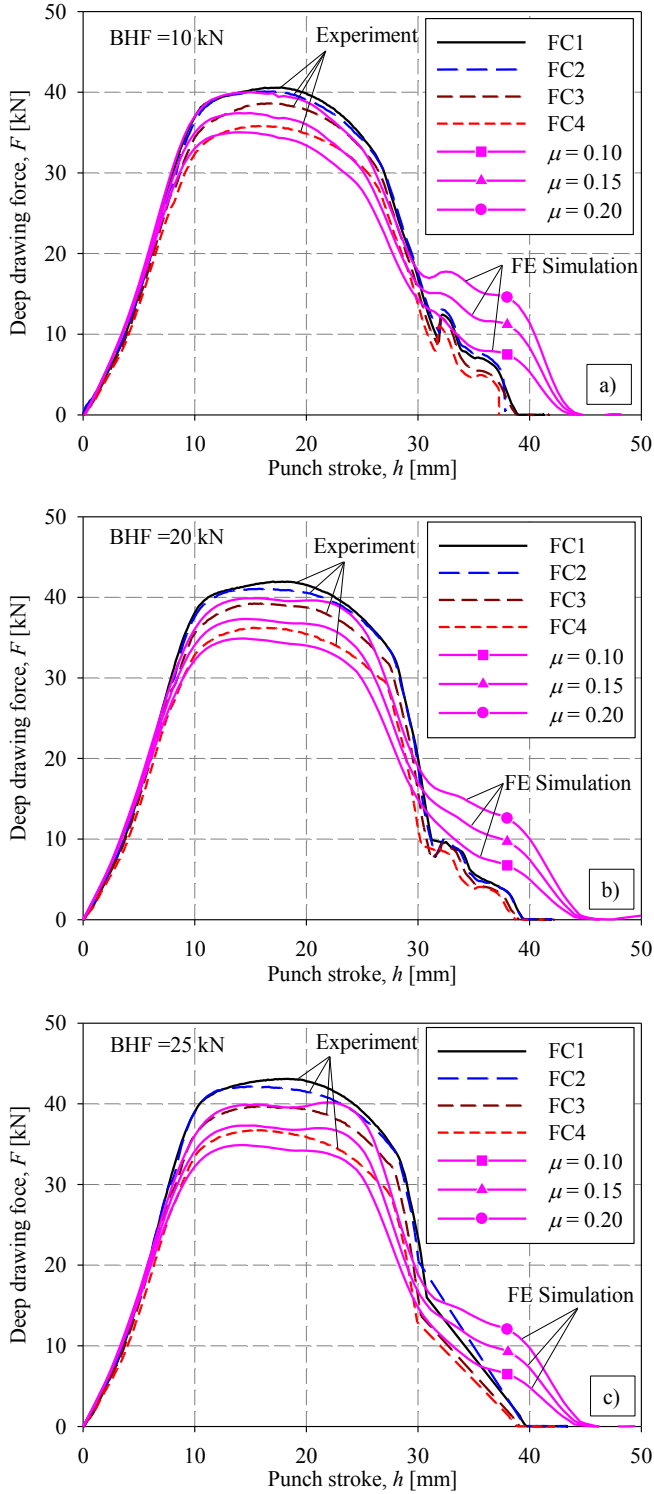 50
BHF =10 kN
Experiment
FC1
FC2
FC3
FC4
μ = 0.10
μ = 0.15
μ = 0.20
40
30
20
10
0
Deep drawing force, F [kN]
FE Simulation
a)
0 10 20 30 40 50
Punch stroke, h [mm]
50
BHF =20 kN
Experiment
FC1
FC2
FC3
FC4
μ = 0.10
μ = 0.15
μ = 0.20
40
30
20
10
0
Deep drawing force, F [kN]
FE Simulation
b)
0 10 20 30 40 50
Punch stroke, h [mm]
50
BHF =25 kN
Experiment
FC1
FC2
FC3
FC4
μ = 0.10
μ = 0.15
μ = 0.20
40
30
20
10
0
Deep drawing foce, F [kN]
FE Simulation
c)
0 10 20 30 40 50
Punch stroke, h [mm]